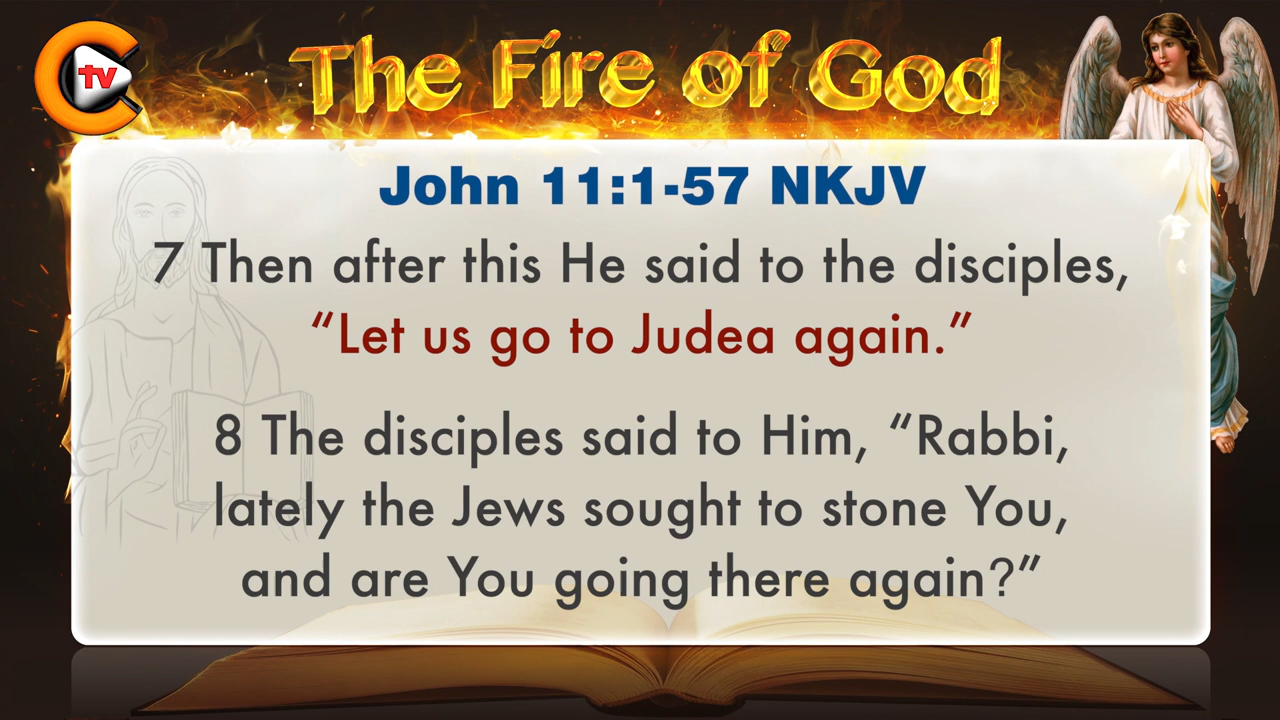 tv
The Fire of God
John 11:1-57 NKJV
7 Then after this He said to the disciples,
“Let us go to Judea again.”
8 The disciples said to Him, “Rabbi,
lately the Jews sought to stone You,
and are You going there again?”